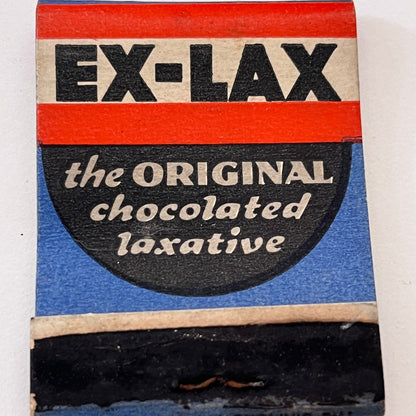 EX-LAX
the ORIGINAL
chocolated
laxative